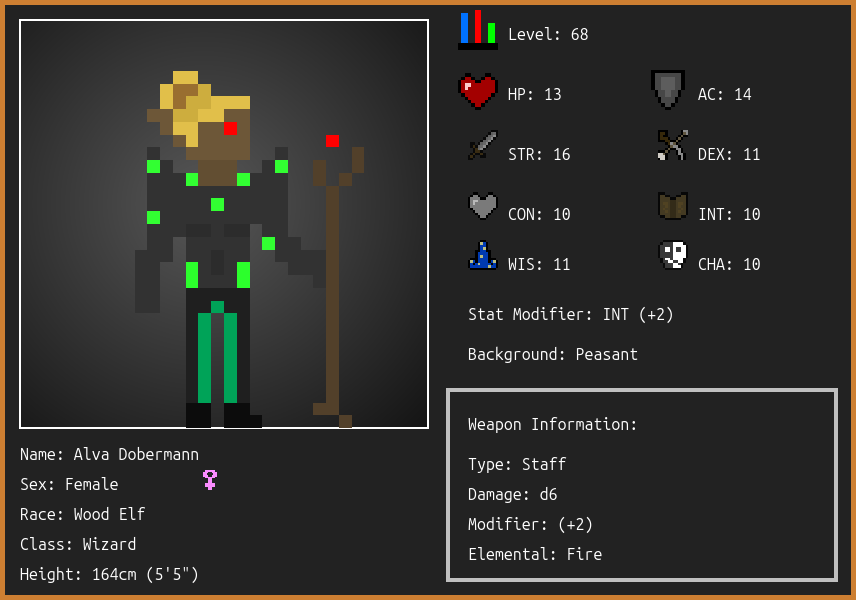 Level: 68
HP: 13
AC: 14
STR: 16
DEX: 11
CON: 10
INT: 10
WIS: 11
CHA: 10
Stat Modifier: INT (+2)
Background: Peasant
Weapon Information:
Type: Staff
Damage: d6
Modifier: (+2)
Elemental: Fire
Name: Alva Dobermann
Sex: Female
Race: Wood Elf
Class: Wizard
Height: 164cm (5'5")